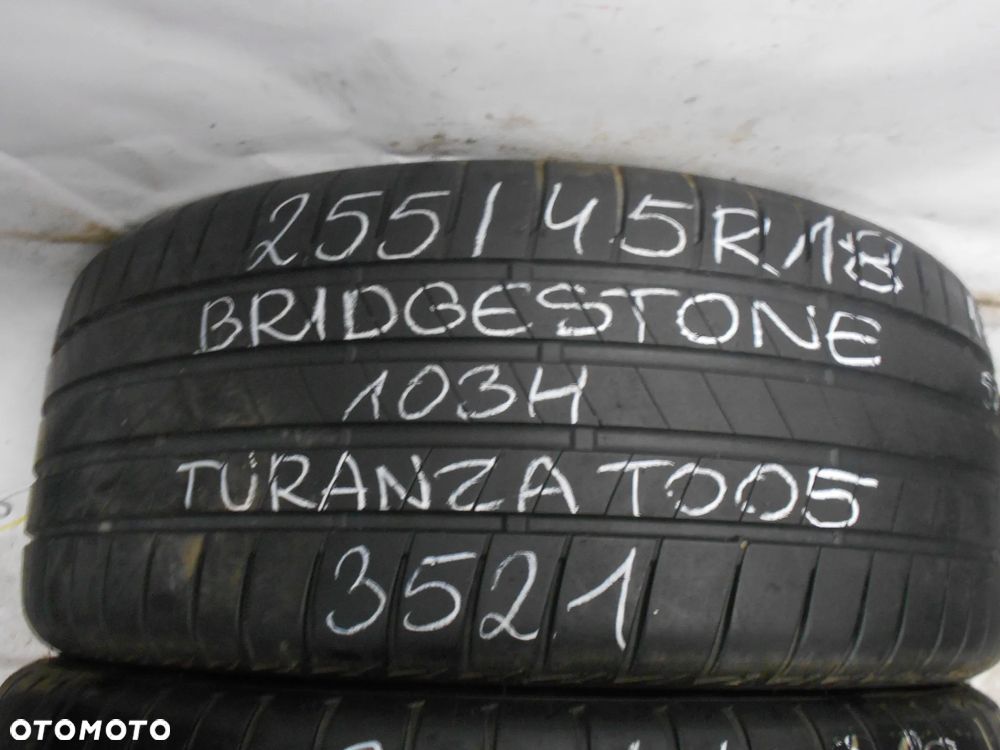 255/45R18
BRIDGESTONE
103H
TURANZA T005
3521
OTOMOTO